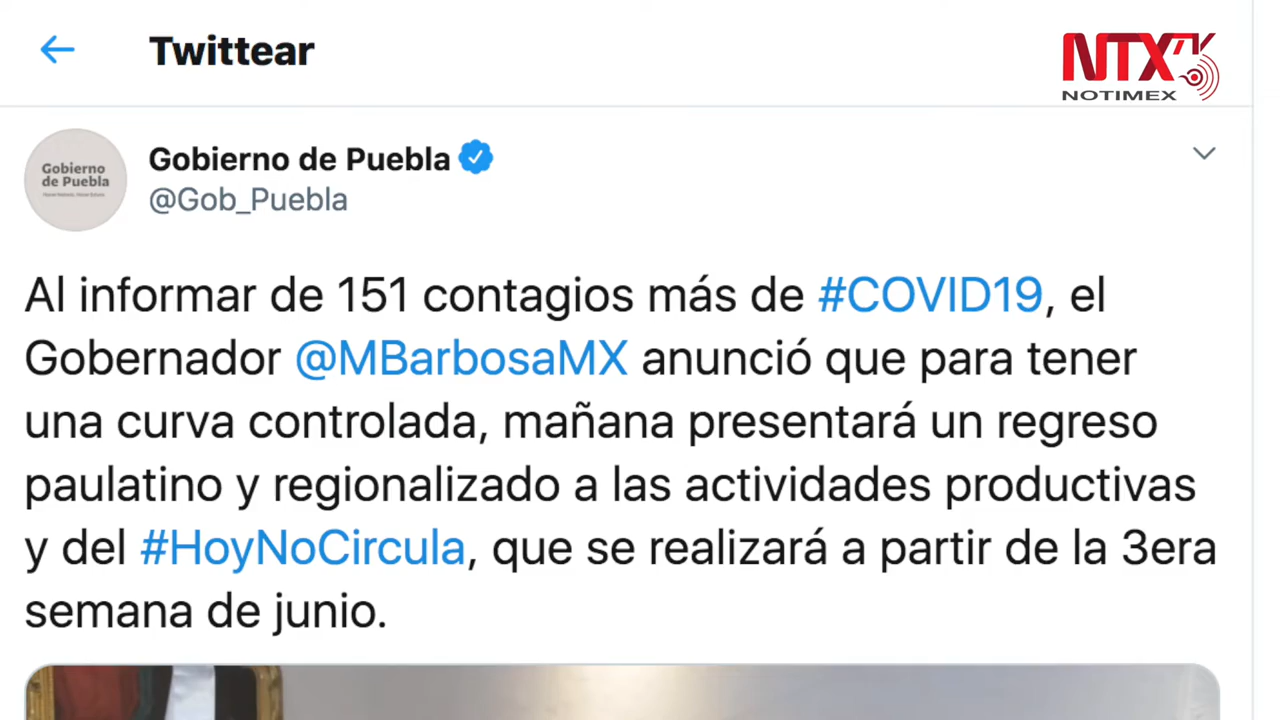 Twittear
NTX
NOTIMEX
Gobierno
de Puebla
Gobierno de Puebla
@Gob_Puebla
Al informar de 151 contagios más de #COVID19, el
Gobernador @MBarbosaMX anunció que para tener
una curva controlada, mañana presentará un regreso
paulatino y regionalizado a las actividades productivas
y del #HoyNoCircula, que se realizará a partir de la 3era
semana de junio.